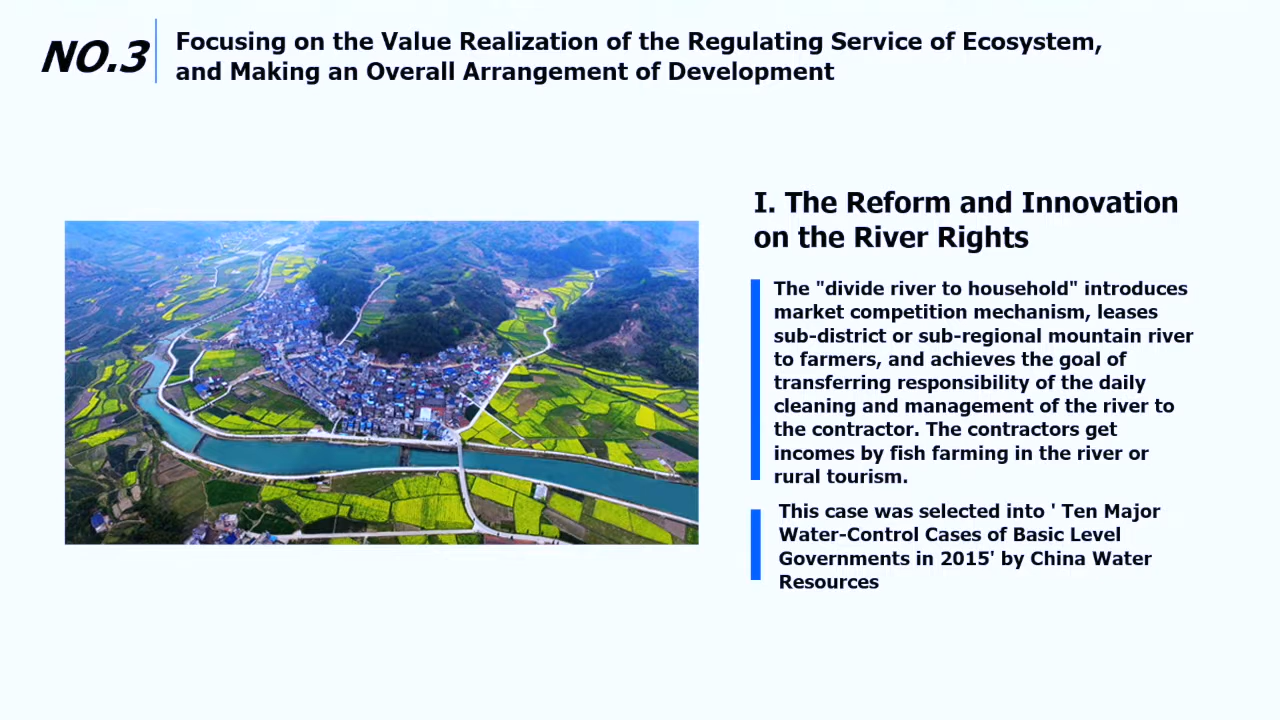 NO.3
Focusing on the Value Realization of the Regulating Service of Ecosystem,
and Making an Overall Arrangement of Development
I. The Reform and Innovation
on the River Rights
The "divide river to household" introduces
market competition mechanism, leases
sub-district or sub-regional mountain river
to farmers, and achieves the goal of
transferring responsibility of the daily
cleaning and management of the river to
the contractor. The contractors get
incomes by fish farming in the river or
rural tourism.
This case was selected into ' Ten Major
Water-Control Cases of Basic Level
Governments in 2015' by China Water
Resources